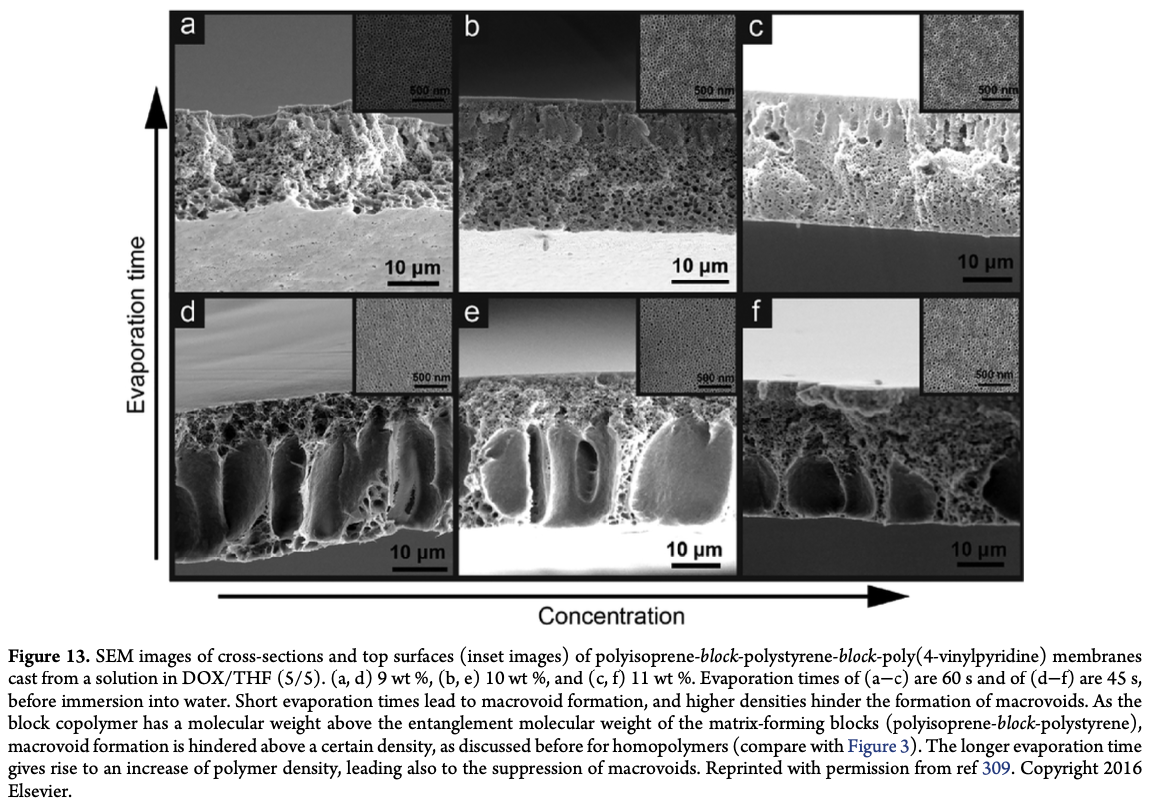 a
500 nm
10 μm
b
500 nm
10 μm
c
500 nm
10 μm
Evaporation time
d
500 nm
10 μm
e
500 nm
10 μm
f
500 nm
10 μm
Concentration
Figure 13. SEM images of cross-sections and top surfaces (inset images) of polyisoprene-block-polystyrene-block-poly(4-vinylpyridine) membranes
cast from a solution in DOX/THF (5/5). (a, d) 9 wt %, (b, e) 10 wt %, and (c, f) 11 wt %. Evaporation times of (a−c) are 60 s and of (d−f) are 45 s,
before immersion into water. Short evaporation times lead to macrovoid formation, and higher densities hinder the formation of macrovoids. As the
block copolymer has a molecular weight above the entanglement molecular weight of the matrix-forming blocks (polyisoprene-block-polystyrene),
macrovoid formation is hindered above a certain density, as discussed before for homopolymers (compare with Figure 3). The longer evaporation time
gives rise to an increase of polymer density, leading also to the suppression of macrovoids. Reprinted with permission from ref 309. Copyright 2016
Elsevier.